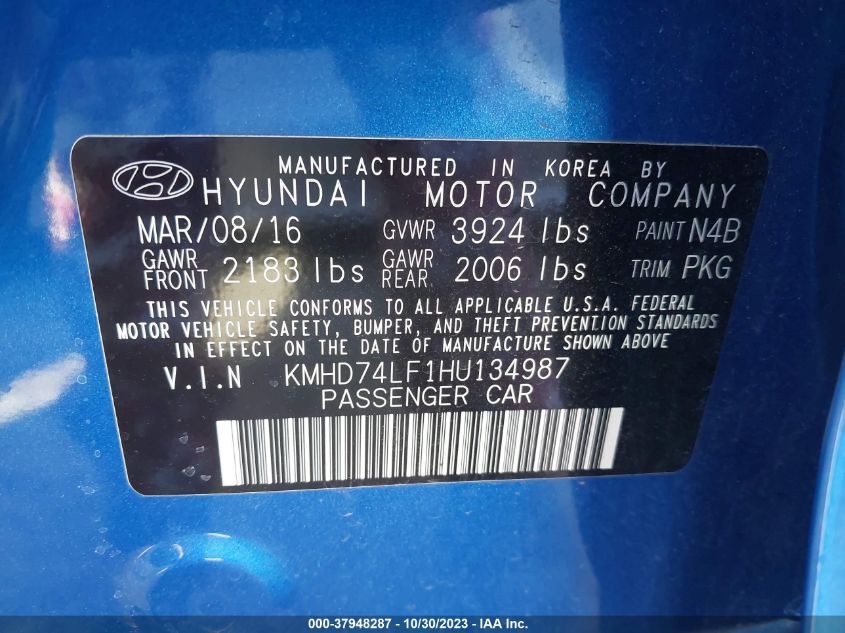 MANUFACTURED IN KOREA BY
HYUNDAI MOTOR COMPANY
MAR/08/16 GVWR 3924 lbs PAINT N4B
GAWR FRONT 2183 lbs GAWR REAR 2006 lbs TRIM PKG
THIS VEHICLE CONFORMS TO ALL APPLICABLE U.S.A. FEDERAL
MOTOR VEHICLE SAFETY, BUMPER, AND THEFT PREVENTION STANDARDS
IN EFFECT ON THE DATE OF MANUFACTURE SHOWN ABOVE
V.I.N KMHD74LF1HU134987
PASSENGER CAR
000-37948287 - 10/30/2023 - IAA Inc.